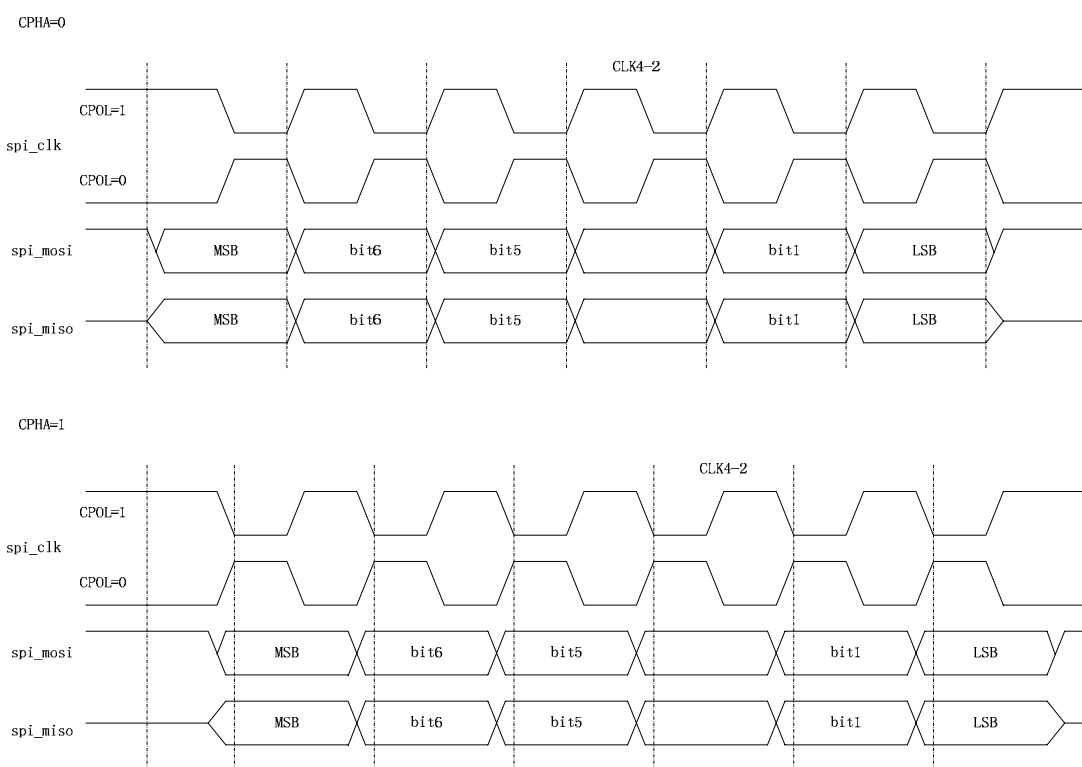 CPHA=0
CLK4-2
CPOL=1
spi_clk
CPOL=0
spi_mosi MSB bit6 bit5 bit1 LSB
spi_miso MSB bit6 bit5 bit1 LSB
CPHA=1
CLK4-2
CPOL=1
spi_clk
CPOL=0
spi_mosi MSB bit6 bit5 bit1 LSB
spi_miso MSB bit6 bit5 bit1 LSB